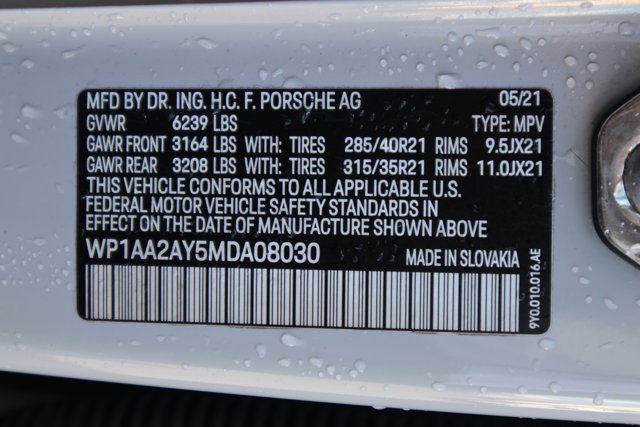 MFD BY DR. ING. H.C. F. PORSCHE AG 05/21
GVWR 6239 LBS TYPE: MPV
GAWR FRONT 3164 LBS WITH TIRES 285/40R21 RIMS 9.5JX21
GAWR REAR 3208 LBS WITH TIRES 315/35R21 RIMS 11.0JX21
THIS VEHICLE CONFORMS TO ALL APPLICABLE U.S.
FEDERAL MOTOR VEHICLE SAFETY STANDARDS IN
EFFECT ON THE DATE OF MANUFACTURE SHOWN ABOVE.
WP1AA2AY5MDA08030 MADE IN SLOVAKIA
9Y0.010.016.AE